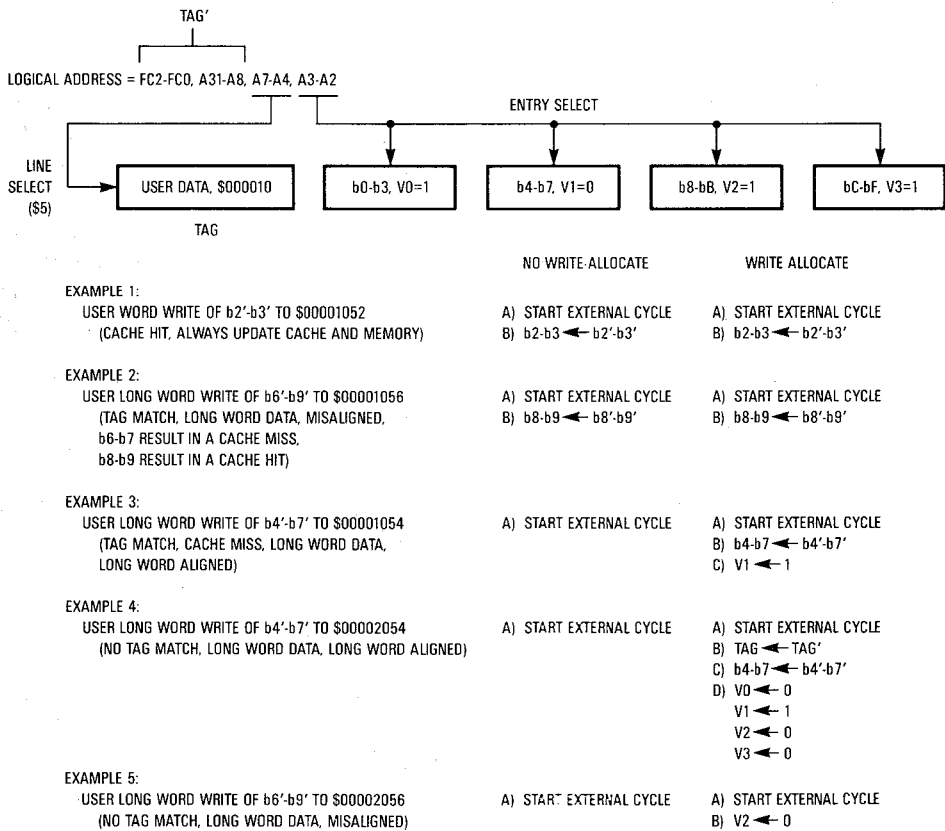 TAG'
LOGICAL ADDRESS = FC2-FC0, A31-A8, A7-A4, A3-A2
ENTRY SELECT
LINE
SELECT
($5)
USER DATA, $000010
b0-b3, V0=1
b4-b7, V1=0
b8-bB, V2=1
bC-bF, V3=1
TAG
NO WRITE ALLOCATE WRITE ALLOCATE
EXAMPLE 1:
USER WORD WRITE OF b2'-b3' TO $00001052 A) START EXTERNAL CYCLE A) START EXTERNAL CYCLE
(CACHE HIT, ALWAYS UPDATE CACHE AND MEMORY) B) b2-b3 ← b2'-b3' B) b2-b3 ← b2'-b3'
EXAMPLE 2:
USER LONG WORD WRITE OF b6'-b9' TO $00001056 A) START EXTERNAL CYCLE A) START EXTERNAL CYCLE
(TAG MATCH, LONG WORD DATA, MISALIGNED, B) b8-b9 ← b8'-b9' B) b8-b9 ← b8'-b9'
b6-b7 RESULT IN A CACHE MISS,
b8-b9 RESULT IN A CACHE HIT)
EXAMPLE 3:
USER LONG WORD WRITE OF b4'-b7' TO $00001054 A) START EXTERNAL CYCLE A) START EXTERNAL CYCLE
(TAG MATCH, CACHE MISS, LONG WORD DATA, B) b4-b7 ← b4'-b7'
LONG WORD ALIGNED) C) V1 ← 1
EXAMPLE 4:
USER LONG WORD WRITE OF b4'-b7' TO $00002054 A) START EXTERNAL CYCLE A) START EXTERNAL CYCLE
(NO TAG MATCH, LONG WORD DATA, LONG WORD ALIGNED) B) TAG ← TAG'
C) b4-b7 ← b4'-b7'
D) V0 ← 0
V1 ← 1
V2 ← 0
V3 ← 0
EXAMPLE 5:
USER LONG WORD WRITE OF b6'-b9' TO $00002056 A) START EXTERNAL CYCLE A) START EXTERNAL CYCLE
(NO TAG MATCH, LONG WORD DATA, MISALIGNED) B) V2 ← 0